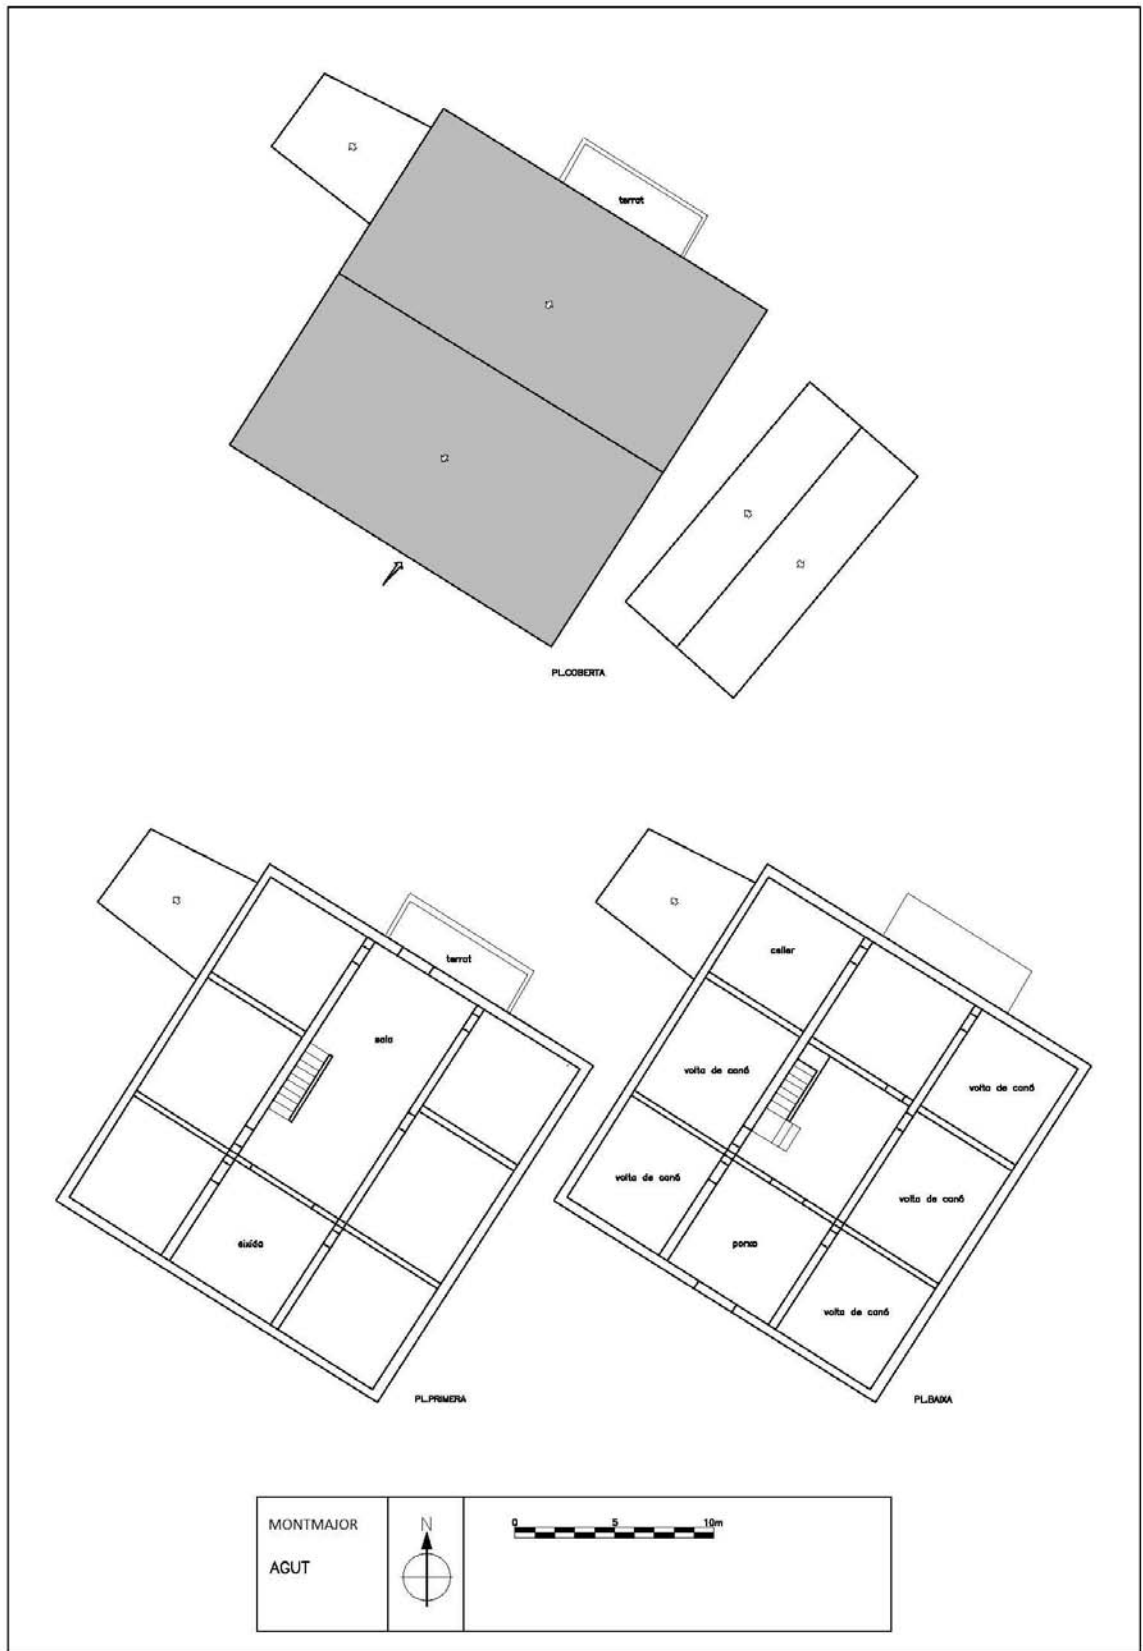 terrat
PL.COBERTA
terrat
sala
eixida
PL.PRIMERA
celler
volta de canó
volta de canó
volta de canó
volta de canó
porxo
volta de canó
PL.BAIXA
MONTMAJOR
AGUT
N
0 5 10m